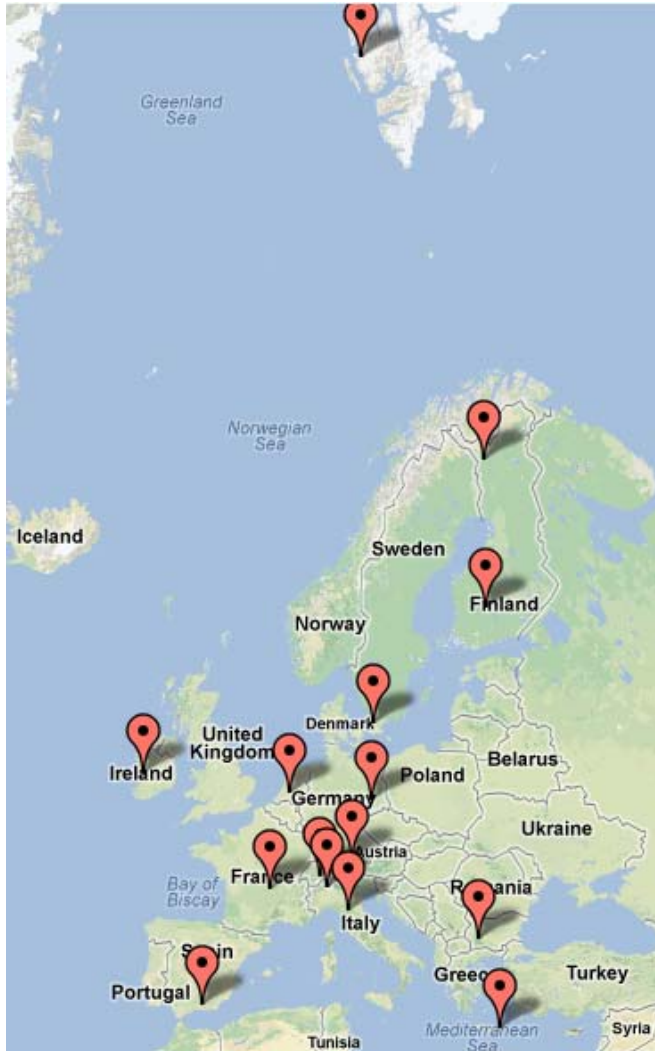 Greenland
Sea
Norwegian
Sea
Iceland
Sweden
Finland
Norway
Denmark
United
Kingdom
Ireland
Belarus
Poland
Germany
Ukraine
Austria
France
Bay of
Biscay
Italy
Portugal
Turkey
Mediterranean
Sea
Syria
Tunisia